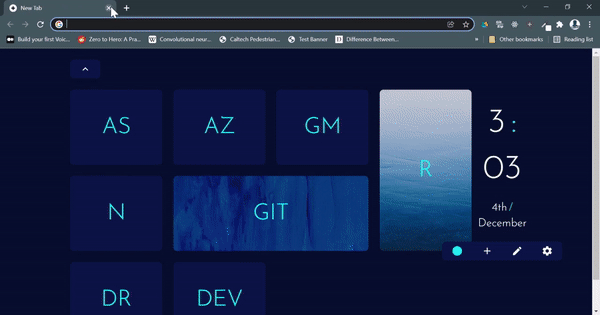 New Tab
Build your first Voic...
Zero to Hero: A Pra...
Convolutional neur...
Caltech Pedestrian...
Test Banner
Difference Between...
»
Other bookmarks
Reading list
AS
AZ
GM
R
3 :
03
N
GIT
4th /
December
DR
DEV